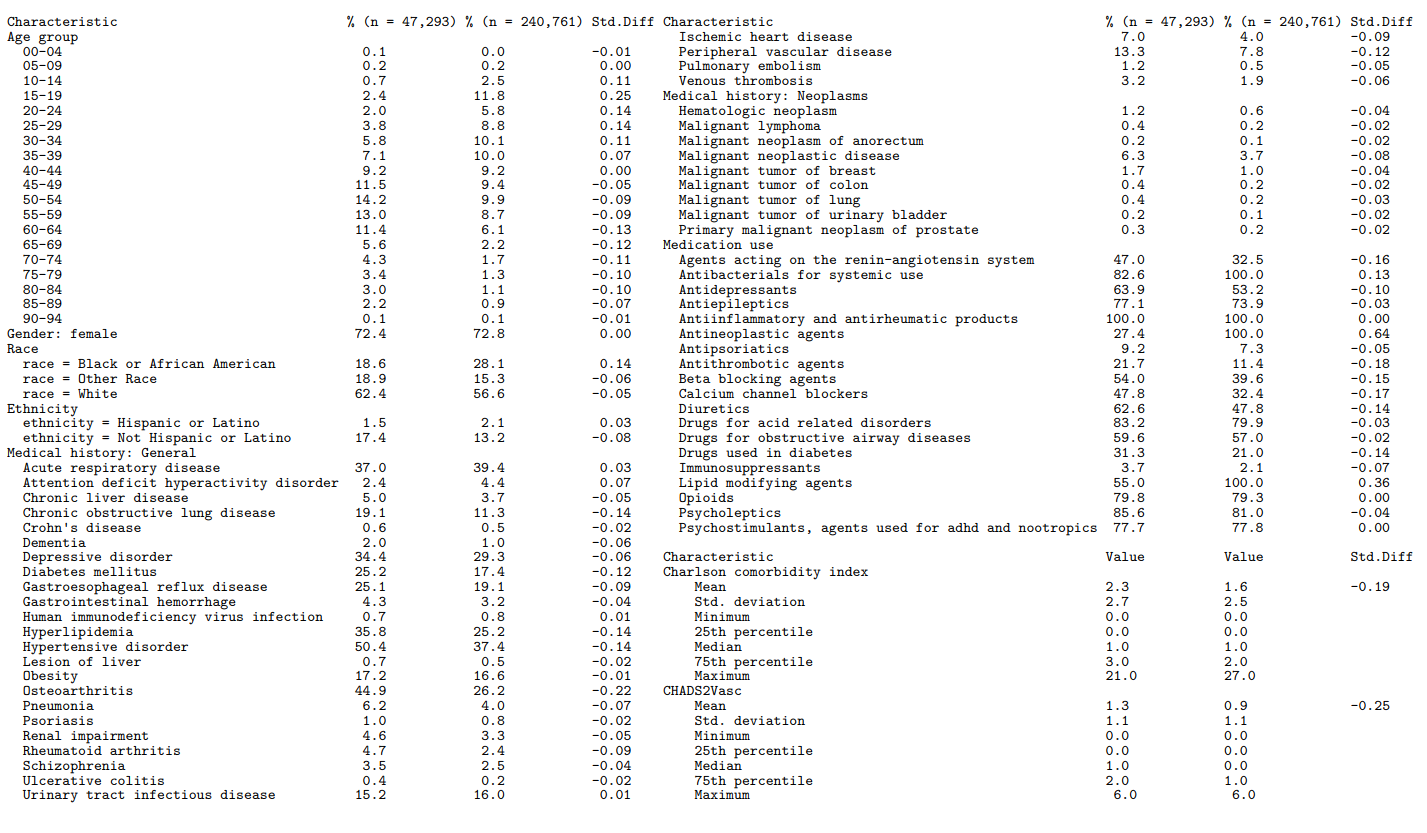 Characteristic % (n = 47,293) % (n = 240,761) Std.Diff
Age group
00-04 0.1 0.0 -0.01
05-09 0.2 0.2 0.00
10-14 0.7 2.5 0.11
15-19 2.4 11.8 0.25
20-24 2.0 5.8 0.14
25-29 3.8 8.8 0.14
30-34 5.8 10.1 0.11
35-39 7.1 10.0 0.07
40-44 9.2 9.2 0.00
45-49 11.5 9.4 -0.05
50-54 14.2 9.9 -0.09
55-59 13.0 8.7 -0.09
60-64 11.4 6.1 -0.13
65-69 5.6 2.2 -0.12
70-74 4.3 1.7 -0.11
75-79 3.4 1.3 -0.10
80-84 3.0 1.1 -0.10
85-89 2.2 0.9 -0.07
90-94 0.1 0.1 -0.01
Gender: female 72.4 72.8 0.00
Race
race = Black or African American 18.6 28.1 0.14
race = Other Race 18.9 15.3 -0.06
race = White 62.4 56.6 -0.05
Ethnicity
ethnicity = Hispanic or Latino 1.5 2.1 0.03
ethnicity = Not Hispanic or Latino 17.4 13.2 -0.08
Medical history: General
Acute respiratory disease 37.0 39.4 0.03
Attention deficit hyperactivity disorder 2.4 4.4 0.07
Chronic liver disease 5.0 3.7 -0.05
Chronic obstructive lung disease 19.1 11.3 -0.14
Crohn's disease 0.6 0.5 -0.02
Dementia 2.0 1.0 -0.06
Depressive disorder 34.4 29.3 -0.06
Diabetes mellitus 25.2 17.4 -0.12
Gastroesophageal reflux disease 25.1 19.1 -0.09
Gastrointestinal hemorrhage 4.3 3.2 -0.04
Human immunodeficiency virus infection 0.7 0.8 0.01
Hyperlipidemia 35.8 25.2 -0.14
Hypertensive disorder 50.4 37.4 -0.14
Lesion of liver 0.7 0.5 -0.02
Obesity 17.2 16.6 -0.01
Osteoarthritis 44.9 26.2 -0.22
Pneumonia 6.2 4.0 -0.07
Psoriasis 1.0 0.8 -0.02
Renal impairment 4.6 3.3 -0.05
Rheumatoid arthritis 4.7 2.4 -0.09
Schizophrenia 3.5 2.5 -0.04
Ulcerative colitis 0.4 0.2 -0.02
Urinary tract infectious disease 15.2 16.0 0.01
Characteristic % (n = 47,293) % (n = 240,761) Std.Diff
Ischemic heart disease 7.0 4.0 -0.09
Peripheral vascular disease 13.3 7.8 -0.12
Pulmonary embolism 1.2 0.5 -0.05
Venous thrombosis 3.2 1.9 -0.06
Medical history: Neoplasms
Hematologic neoplasm 1.2 0.6 -0.04
Malignant lymphoma 0.4 0.2 -0.02
Malignant neoplasm of anorectum 0.2 0.1 -0.02
Malignant neoplastic disease 6.3 3.7 -0.08
Malignant tumor of breast 1.7 1.0 -0.04
Malignant tumor of colon 0.4 0.2 -0.02
Malignant tumor of lung 0.4 0.2 -0.03
Malignant tumor of urinary bladder 0.2 0.1 -0.02
Primary malignant neoplasm of prostate 0.3 0.2 -0.02
Medication use
Agents acting on the renin-angiotensin system 47.0 32.5 -0.16
Antibacterials for systemic use 82.6 100.0 0.13
Antidepressants 63.9 53.2 -0.10
Antiepileptics 77.1 73.9 -0.03
Antiinflammatory and antirheumatic products 100.0 100.0 0.00
Antineoplastic agents 27.4 100.0 0.64
Antipsoriatics 9.2 7.3 -0.05
Antithrombotic agents 21.7 11.4 -0.18
Beta blocking agents 54.0 39.6 -0.15
Calcium channel blockers 47.8 32.4 -0.17
Diuretics 62.6 47.8 -0.14
Drugs for acid related disorders 83.2 79.9 -0.03
Drugs for obstructive airway diseases 59.6 57.0 -0.02
Drugs used in diabetes 31.3 21.0 -0.14
Immunosuppressants 3.7 2.1 -0.07
Lipid modifying agents 55.0 100.0 0.36
Opioids 79.8 79.3 0.00
Psycholeptics 85.6 81.0 -0.04
Psychostimulants, agents used for adhd and nootropics 77.7 77.8 0.00
Characteristic Value Value Std.Diff
Charlson comorbidity index
Mean 2.3 1.6 -0.19
Std. deviation 2.7 2.5
Minimum 0.0 0.0
25th percentile 0.0 0.0
Median 1.0 1.0
75th percentile 3.0 2.0
Maximum 21.0 27.0
CHADS2Vasc
Mean 1.3 0.9 -0.25
Std. deviation 1.1 1.1
Minimum 0.0 0.0
25th percentile 0.0 0.0
Median 1.0 0.0
75th percentile 2.0 1.0
Maximum 6.0 6.0